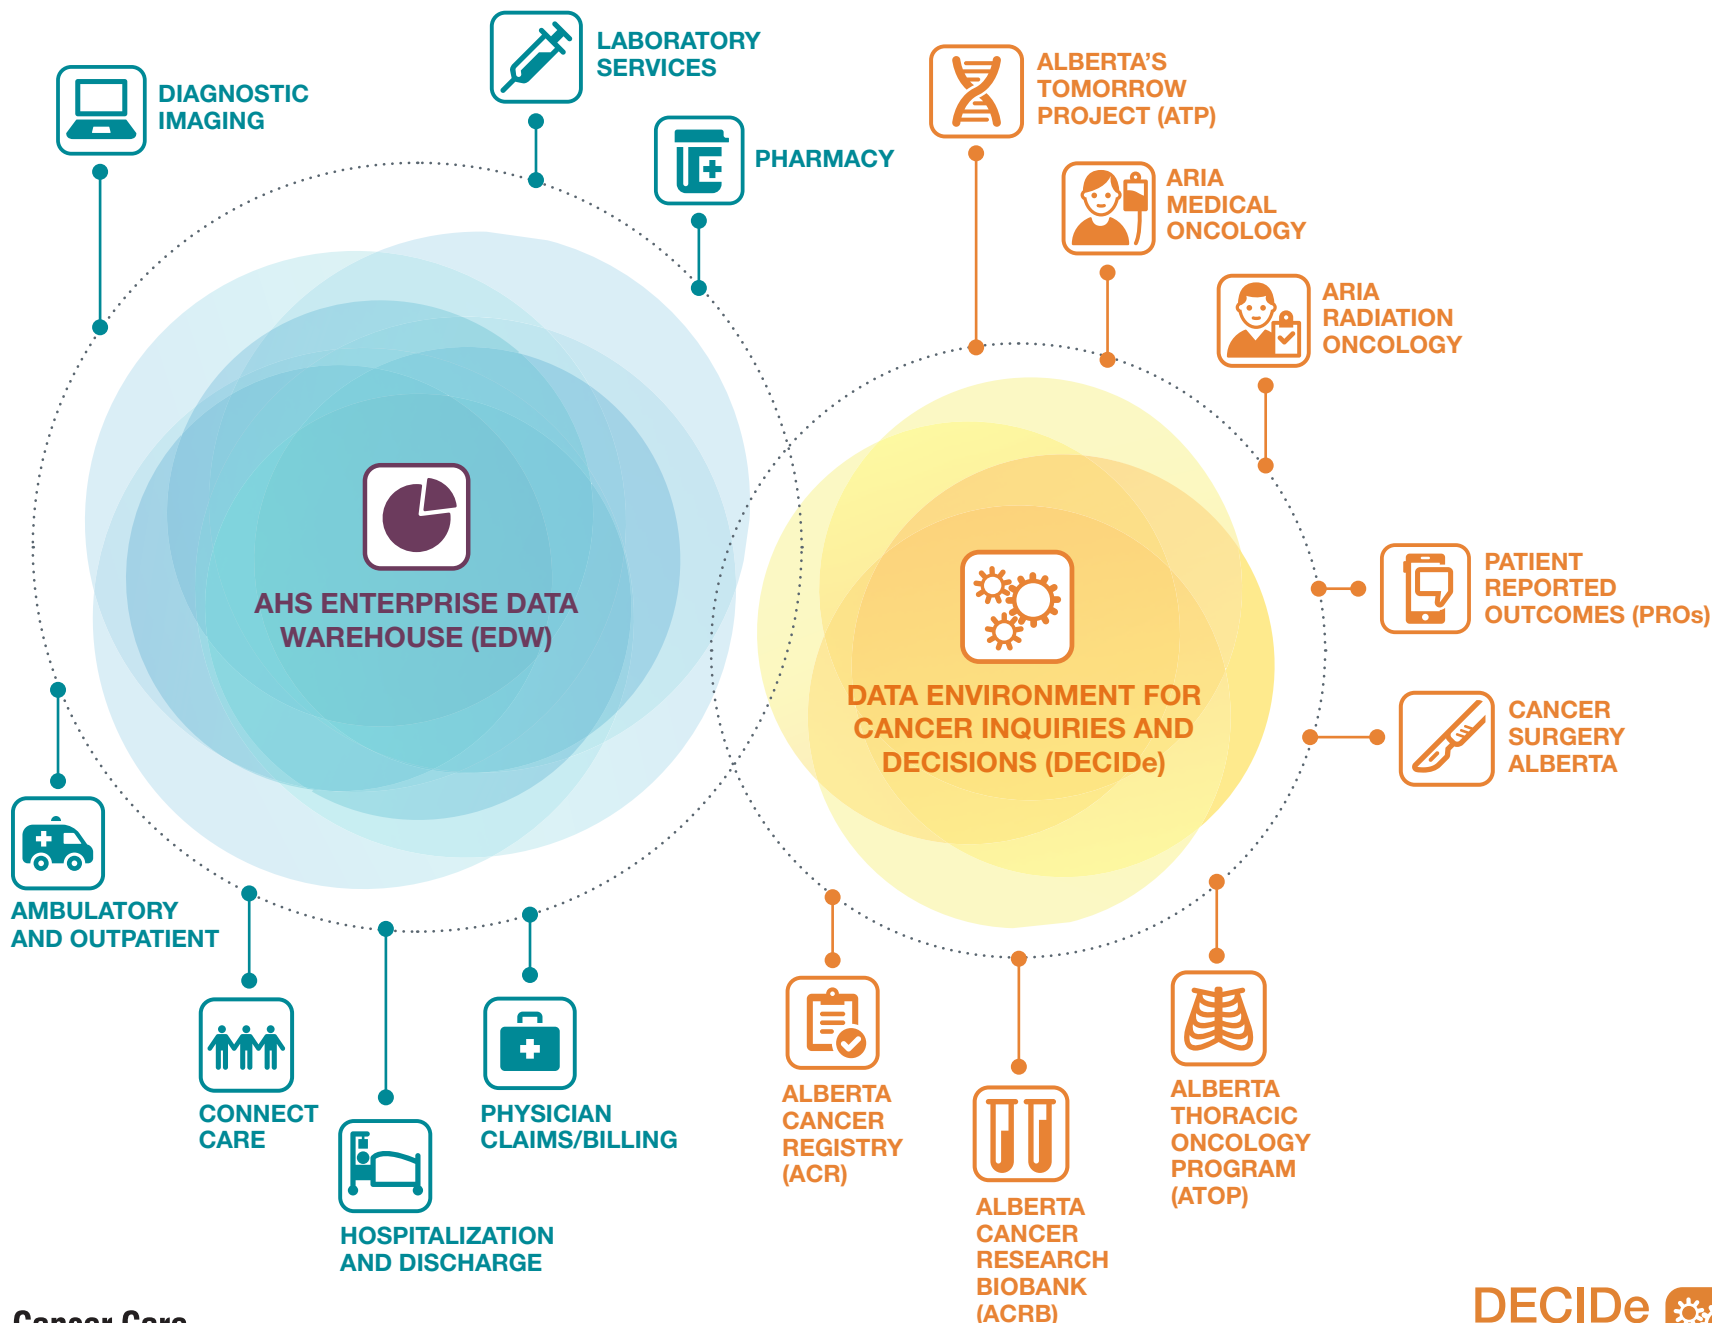 DIAGNOSTIC
IMAGING
LABORATORY
SERVICES
PHARMACY
ALBERTA'S
TOMORROW
PROJECT (ATP)
ARIA
MEDICAL
ONCOLOGY
ARIA
RADIATION
ONCOLOGY
AHS ENTERPRISE DATA
WAREHOUSE (EDW)
DATA ENVIRONMENT FOR
CANCER INQUIRIES AND
DECISIONS (DECIDe)
PATIENT
REPORTED
OUTCOMES (PROs)
CANCER
SURGERY
ALBERTA
AMBULATORY
AND OUTPATIENT
CONNECT
CARE
HOSPITALIZATION
AND DISCHARGE
PHYSICIAN
CLAIMS/BILLING
ALBERTA
CANCER
REGISTRY
(ACR)
ALBERTA
CANCER
RESEARCH
BIOBANK
(ACRB)
ALBERTA
THORACIC
ONCOLOGY
PROGRAM
(ATOP)
Cancer Care
DECIDe